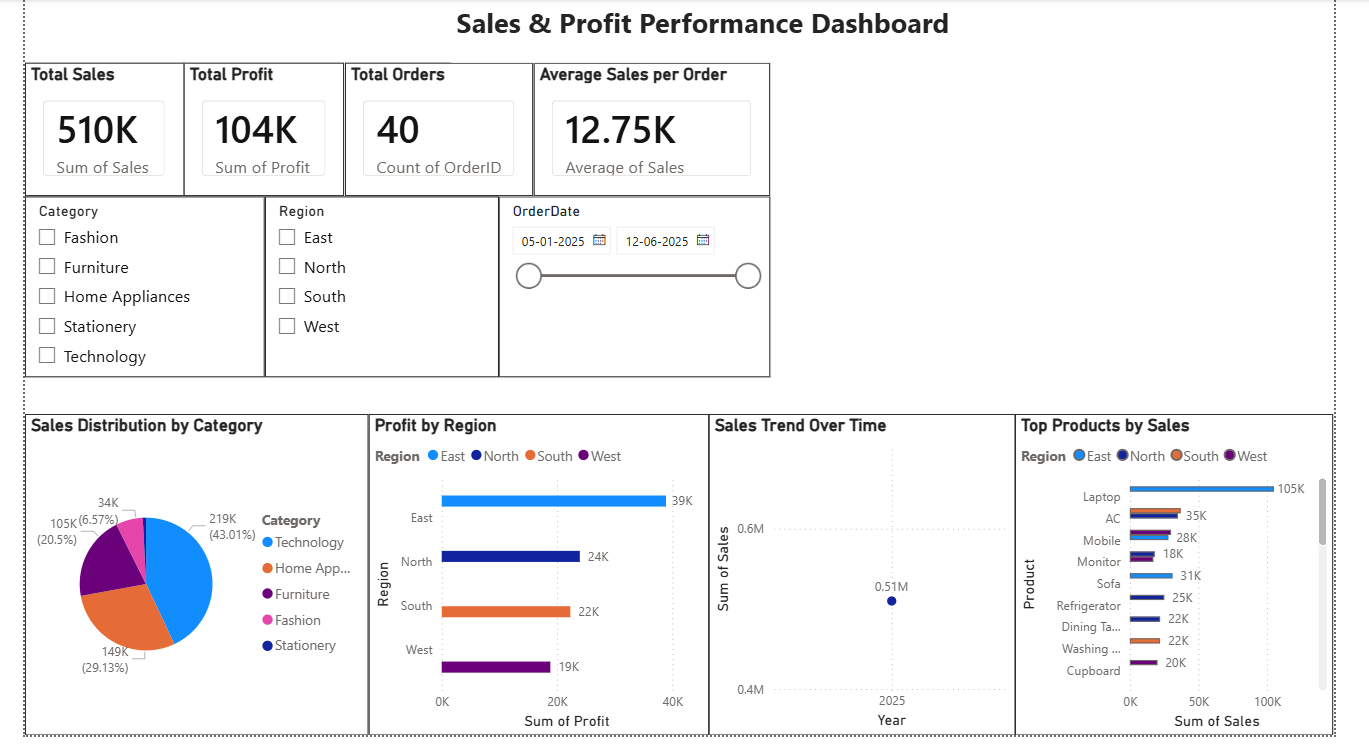 Sales & Profit Performance Dashboard
Total Sales
510K
Sum of Sales
Total Profit
104K
Sum of Profit
Total Orders
40
Count of OrderID
Average Sales per Order
12.75K
Average of Sales
Category
Fashion
Furniture
Home Appliances
Stationery
Technology
Region
East
North
South
West
OrderDate
05-01-2025
12-06-2025
Sales Distribution by Category
34K
(6.57%)
105K
(20.5%)
219K
(43.01%)
149K
(29.13%)
Category
Technology
Home App...
Furniture
Fashion
Stationery
Profit by Region
Region East North South West
Region
East
North
South
West
39K
24K
22K
19K
0K 20K 40K
Sum of Profit
Sales Trend Over Time
Sum of Sales
0.6M
0.51M
0.4M
2025
Year
Top Products by Sales
Region East North South West
Product
Laptop 105K
AC 35K
Mobile 28K
Monitor 18K
Sofa 31K
Refrigerator 25K
Dining Ta... 22K
Washing ... 22K
Cupboard 20K
0K 50K 100K
Sum of Sales